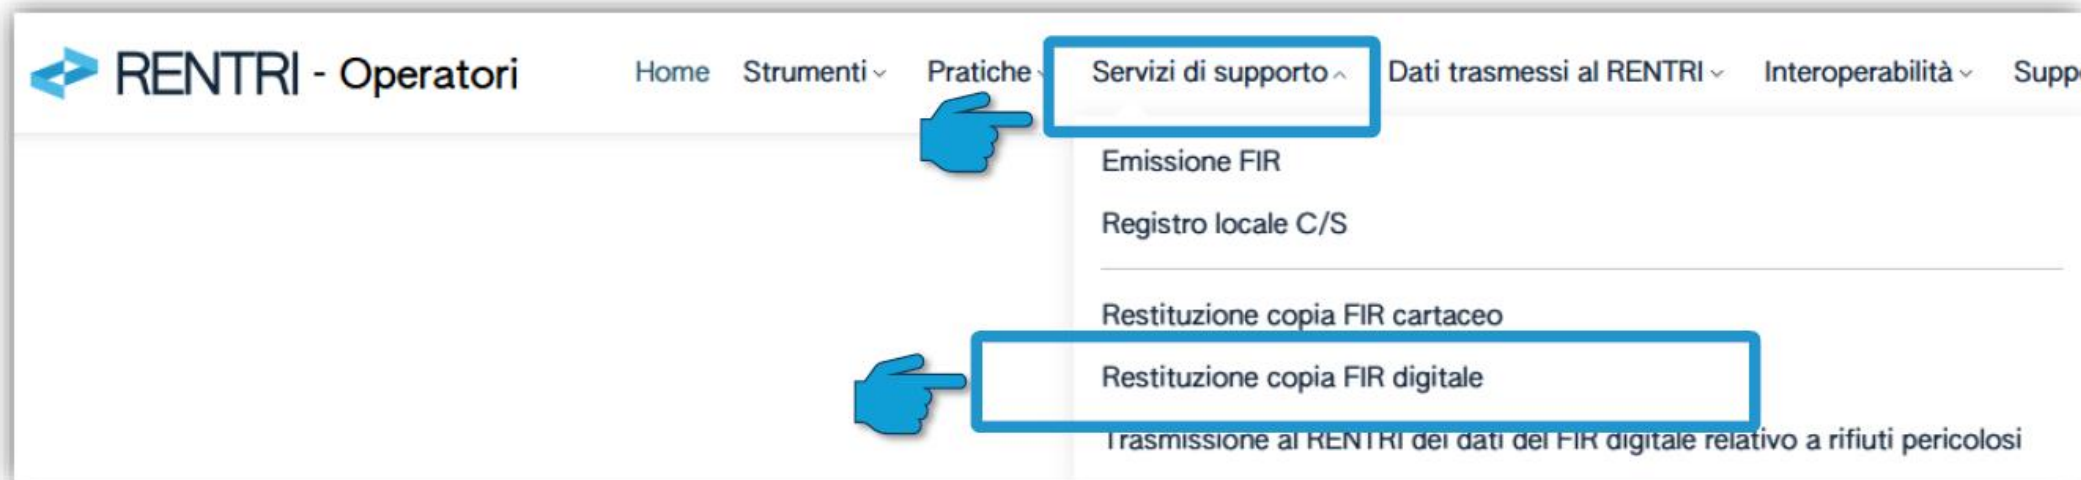 RENTRI - Operatori Home Strumenti Pratiche Servizi di supporto Dati trasmessi al RENTRI Interoperabilità Supp
Emissione FIR
Registro locale C/S
Restituzione copia FIR cartaceo
Restituzione copia FIR digitale
Trasmissione al RENTRI dei dati del FIR digitale relativo a rifiuti pericolosi